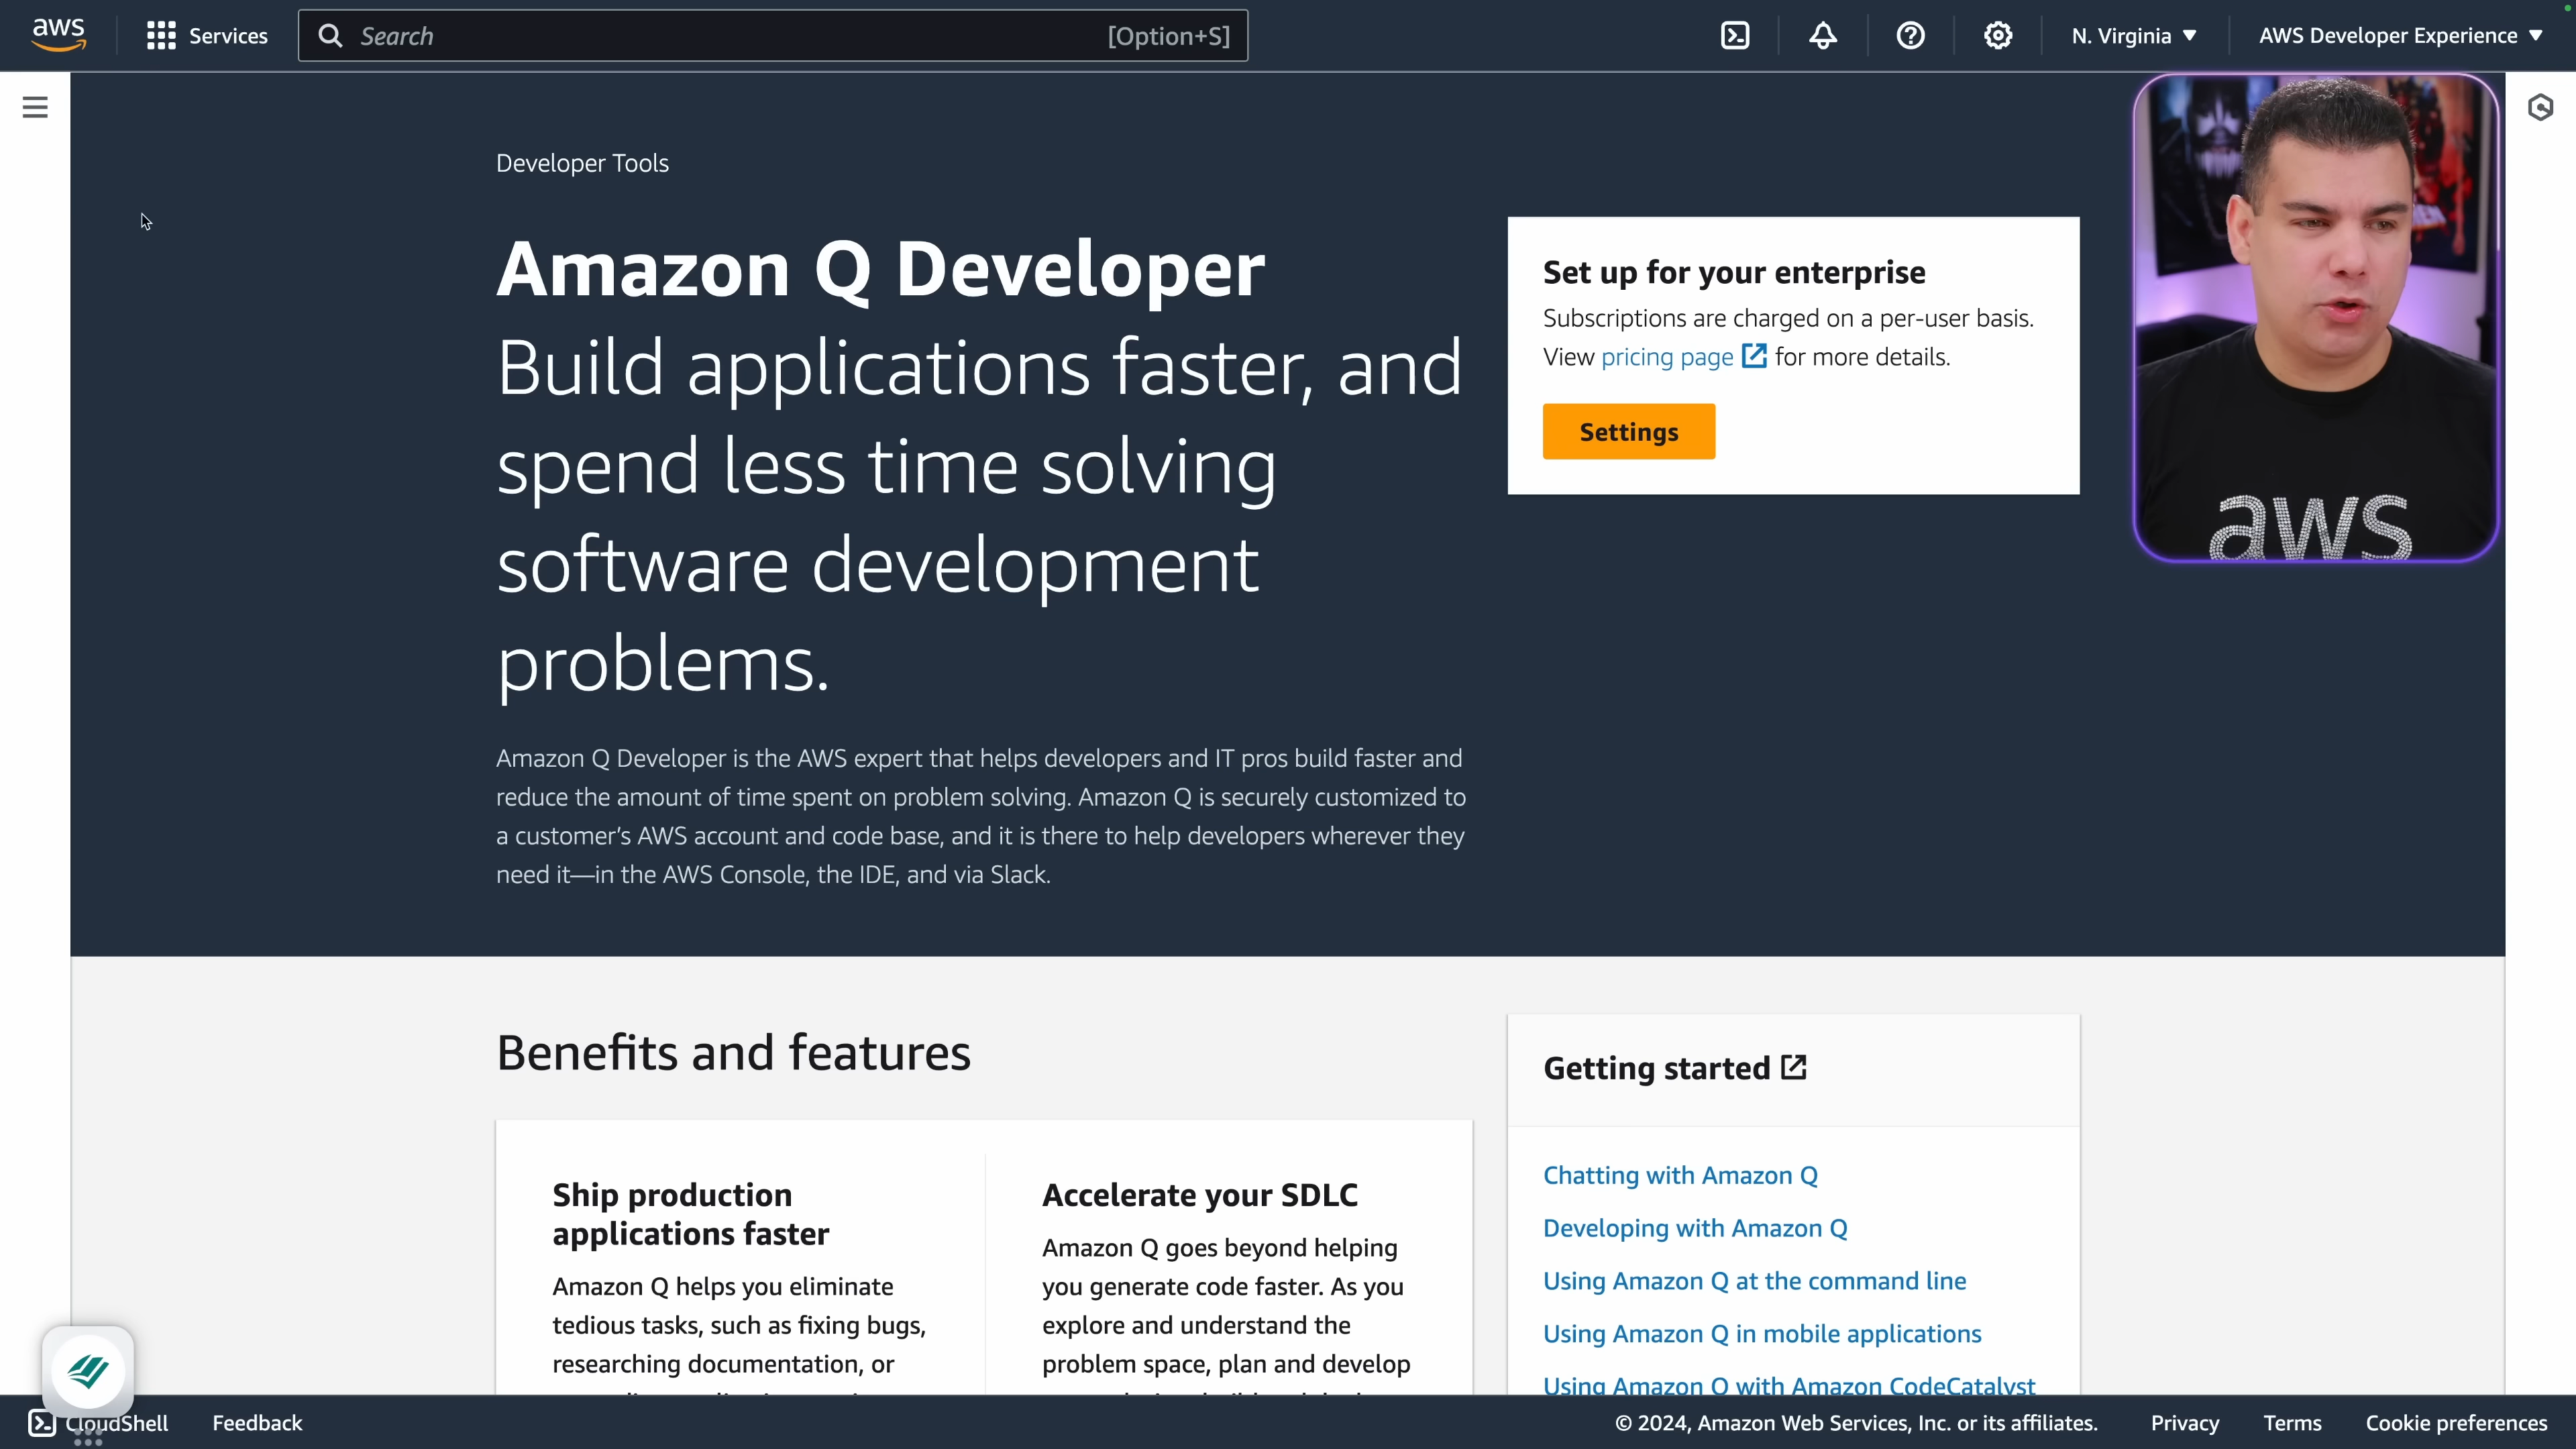 aws
Services
Search
[Option+S]
N. Virginia
AWS Developer Experience
Developer Tools
Amazon Q Developer
Build applications faster, and
spend less time solving
software development
problems.
Amazon Q Developer is the AWS expert that helps developers and IT pros build faster and
reduce the amount of time spent on problem solving. Amazon Q is securely customized to
a customer's AWS account and code base, and it is there to help developers wherever they
need it—in the AWS Console, the IDE, and via Slack.
Set up for your enterprise
Subscriptions are charged on a per-user basis.
View pricing page for more details.
Settings
aws
Benefits and features
Ship production
applications faster
Amazon Q helps you eliminate
tedious tasks, such as fixing bugs,
researching documentation, or
Accelerate your SDLC
Amazon Q goes beyond helping
you generate code faster. As you
explore and understand the
problem space, plan and develop
Getting started
Chatting with Amazon Q
Developing with Amazon Q
Using Amazon Q at the command line
Using Amazon Q in mobile applications
Using Amazon Q with Amazon CodeCatalyst
CloudShell
Feedback
© 2024, Amazon Web Services, Inc. or its affiliates.
Privacy
Terms
Cookie preferences